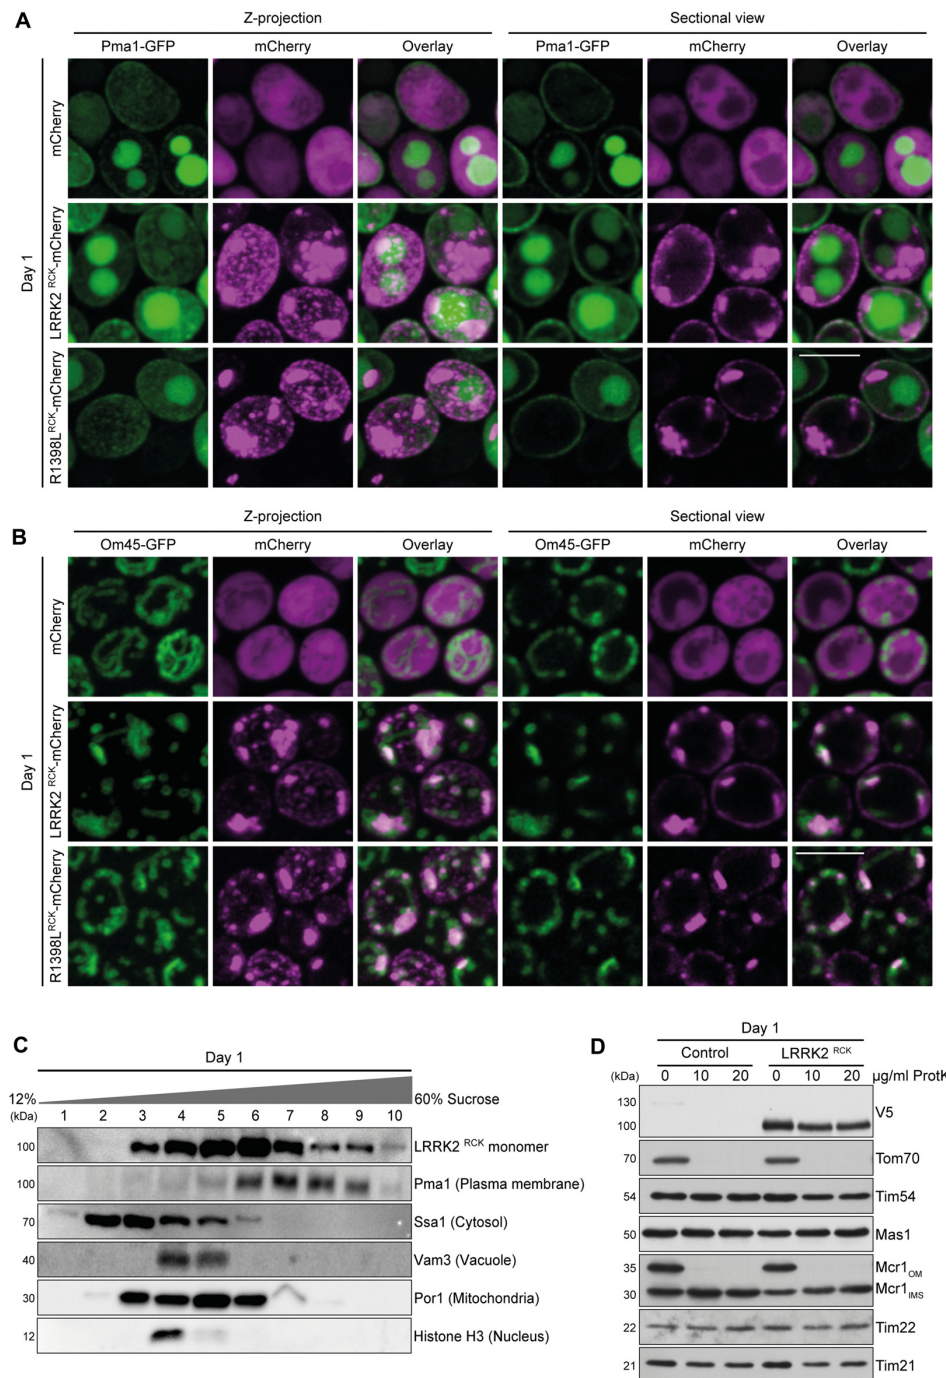 A
Z-projection Sectional view
Pma1-GFP mCherry Overlay Pma1-GFP mCherry Overlay
Day 1
mCherry
LRRK2 RCK-mCherry
R1398L RCK-mCherry
B
Z-projection Sectional view
Om45-GFP mCherry Overlay Om45-GFP mCherry Overlay
Day 1
mCherry
LRRK2 RCK-mCherry
R1398L RCK-mCherry
C
Day 1
12% 60% Sucrose
(kDa) 1 2 3 4 5 6 7 8 9 10
100 LRRK2 RCK monomer
100 Pma1 (Plasma membrane)
70 Ssa1 (Cytosol)
40 Vam3 (Vacuole)
30 Por1 (Mitochondria)
12 Histone H3 (Nucleus)
D
Day 1
Control LRRK2 RCK
(kDa) 0 10 20 0 10 20 µg/ml ProtK
130
100 V5
70 Tom70
54 Tim54
50 Mas1
35 Mcr1OM
30 Mcr1IMS
22 Tim22
21 Tim21